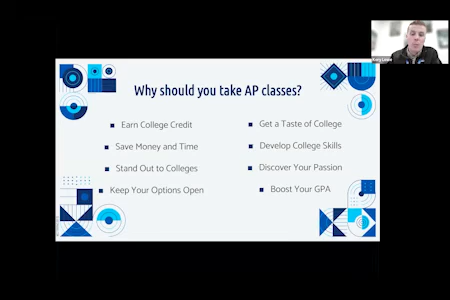 Why should you take AP classes?
Earn College Credit
Save Money and Time
Stand Out to Colleges
Keep Your Options Open
Get a Taste of College
Develop College Skills
Discover Your Passion
Boost Your GPA